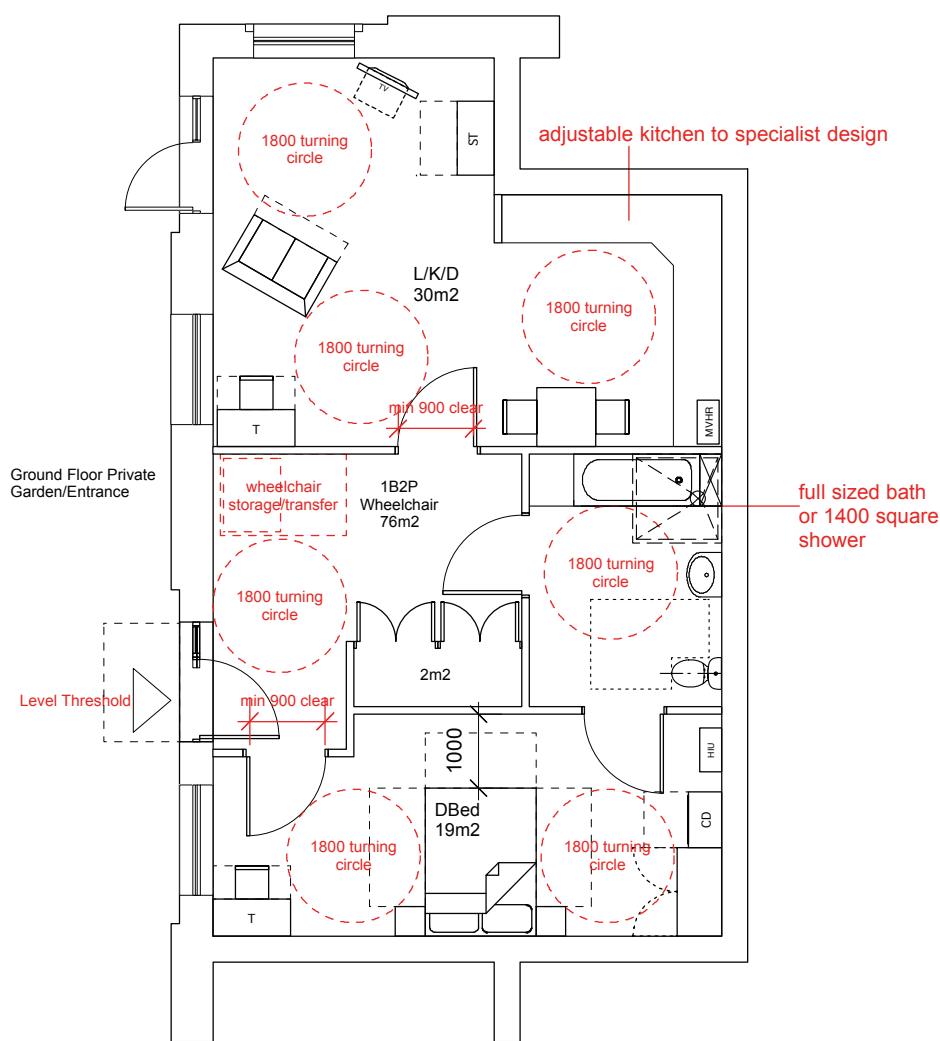 TV
1800 turning
circle
ST
adjustable kitchen to specialist design
L/K/D
30m2
1800 turning
circle
1800 turning
circle
min 900 clear
T
MVHR
Ground Floor Private
Garden/Entrance
wheelchair
storage/transfer
1B2P
Wheelchair
76m2
full sized bath
or 1400 square
shower
1800 turning
circle
1800 turning
circle
2m2
Level Threshold
min 900 clear
1000
HIU
DBed
19m2
CD
1800 turning
circle
1800 turning
circle
T